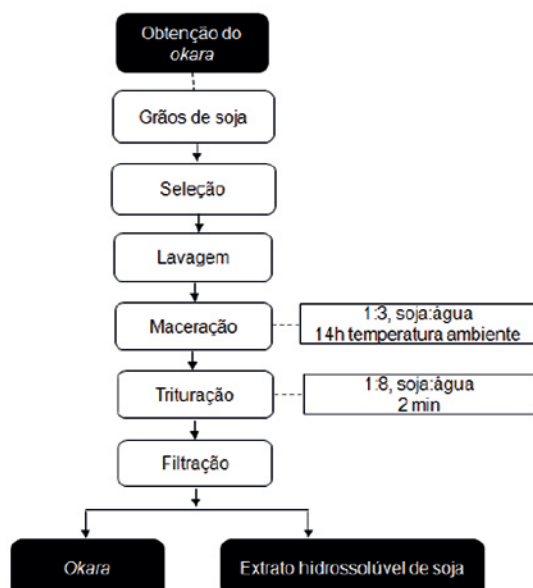 Obtenção do
okara
Grãos de soja
Seleção
Lavagem
Maceração
1:3, soja:água
14h temperatura ambiente
Trituração
1:8, soja:água
2 min
Filtração
Okara
Extrato hidrossolúvel de soja